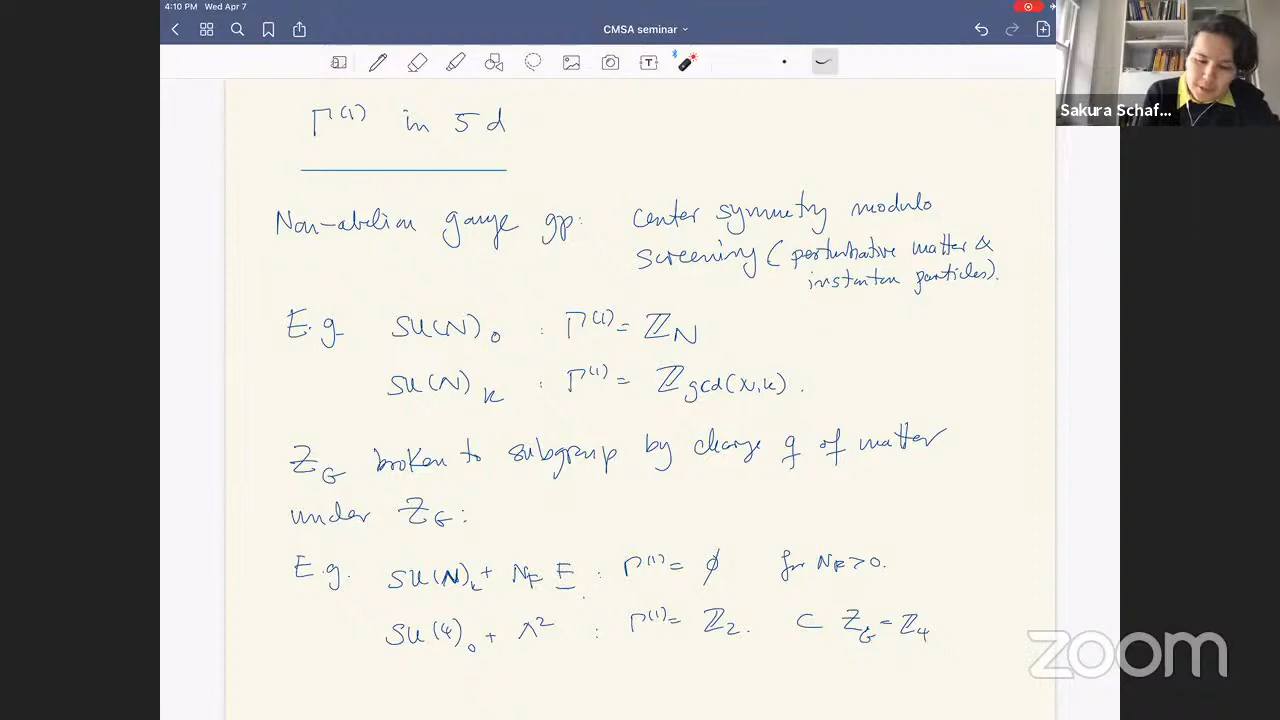 4:10 PM Wed Apr 7
CMSA seminar
Sakura Schaf...
Γ^(1) in 5d
Non-abelian gauge gp: center symmetry modulo
screening (perturbative matter &
instanton particles).
E.g. SU(N)_0 : Γ^(1) = ℤ_N
SU(N)_k : Γ^(1) = ℤ_gcd(N,k).
Z_G broken to subgroup by charge q of matter
under Z_G:
E.g. SU(N)_k + N_F F : Γ^(1) = ∅ for N_F > 0.
SU(4)_0 + Λ^2 : Γ^(1) = ℤ_2. ⊂ Z_G = ℤ_4
zoom